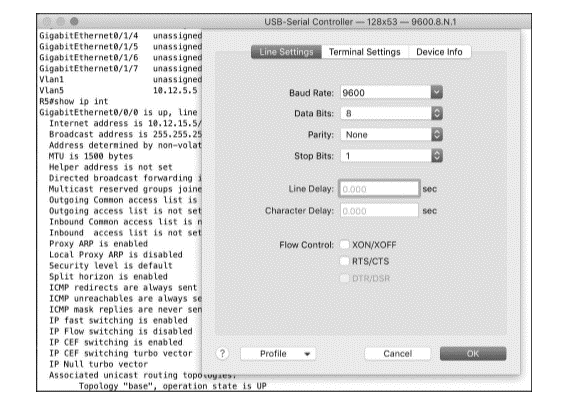 USB-Serial Controller — 128x53 — 9600.8.N.1
GigabitEthernet0/1/4 unassigned
GigabitEthernet0/1/5 unassigned
GigabitEthernet0/1/6 unassigned
GigabitEthernet0/1/7 unassigned
Vlan1 unassigned
Vlan5 10.12.5.5
R5#show ip int
GigabitEthernet0/0/0 is up, line
Internet address is 10.12.15.5/
Broadcast address is 255.255.25
Address determined by non-volat
MTU is 1500 bytes
Helper address is not set
Directed broadcast forwarding i
Multicast reserved groups joine
Outgoing Common access list is
Outgoing access list is not set
Inbound Common access list is n
Inbound access list is not set
Proxy ARP is enabled
Local Proxy ARP is disabled
Security level is default
Split horizon is enabled
ICMP redirects are always sent
ICMP unreachables are always se
ICMP mask replies are never sen
IP fast switching is enabled
IP Flow switching is disabled
IP CEF switching is enabled
IP CEF switching turbo vector
IP Null turbo vector
Associated unicast routing topologies:
Topology "base", operation state is UP
Line Settings Terminal Settings Device Info
Baud Rate: 9600
Data Bits: 8
Parity: None
Stop Bits: 1
Line Delay: 0.000 sec
Character Delay: 0.000 sec
Flow Control: XON/XOFF
RTS/CTS
DTR/DSR
? Profile Cancel OK